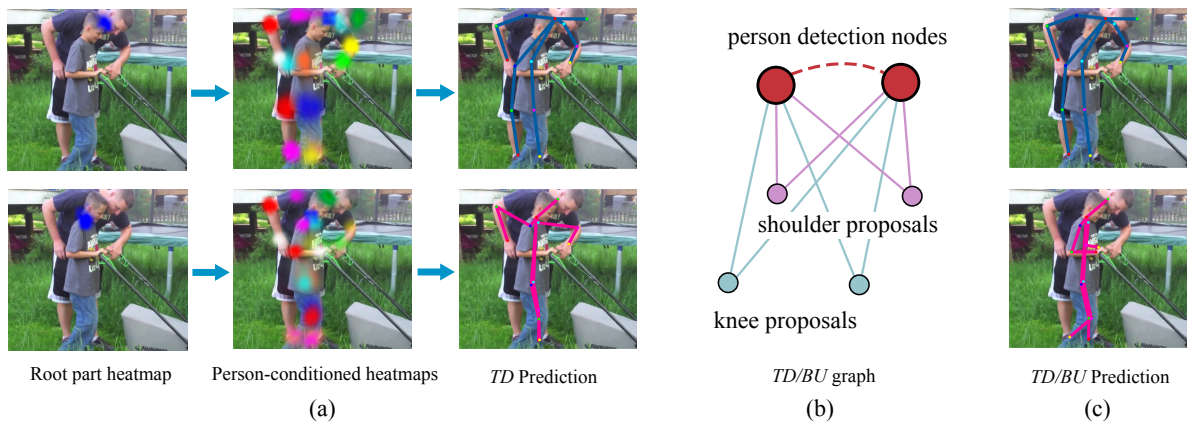 person detection nodes
shoulder proposals
knee proposals
Root part heatmap
Person-conditioned heatmaps
TD Prediction
TD/BU graph
TD/BU Prediction
(a)
(b)
(c)